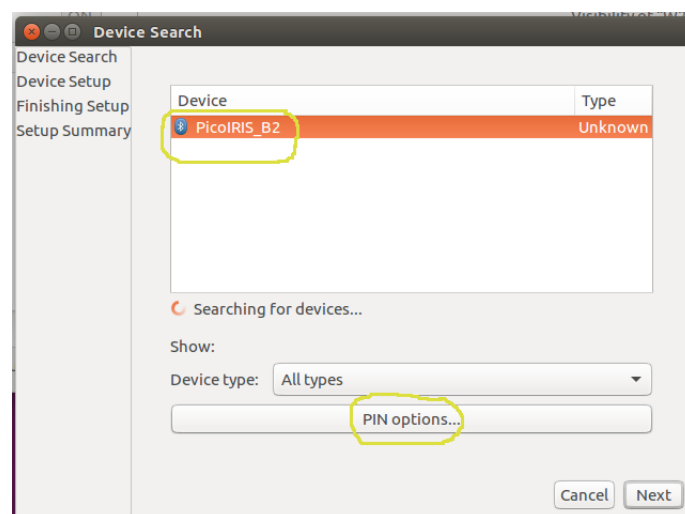 Device Search
Device Search
Device Setup
Finishing Setup
Setup Summary
Device Type
PicoIRIS_B2 Unknown
Searching for devices...
Show:
Device type: All types
PIN options...
Cancel Next